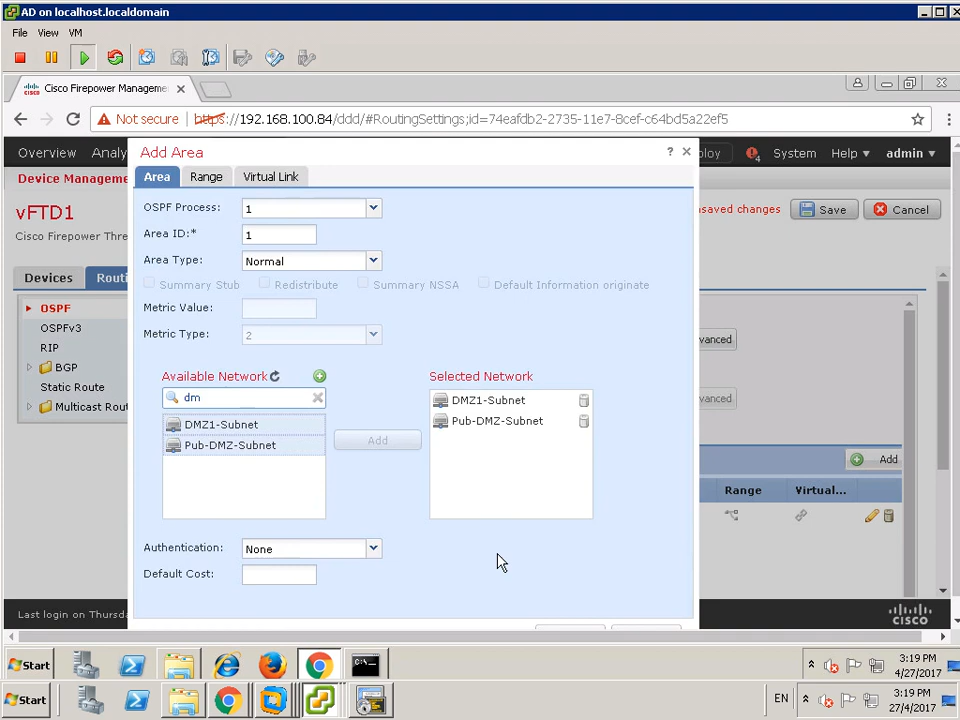 AD on localhost.localdomain
File View VM
Cisco Firepower Manageme
Not secure https://192.168.100.84/ddd/#RoutingSettings;id=74eafdb2-2735-11e7-8cef-c64bd5a22ef5
Overview Analy ploy 4 System Help admin
Device Manageme
vFTD1
Cisco Firepower Thre
nsaved changes Save Cancel
Devices Routi
OSPF
OSPFv3
RIP
BGP
Static Route
Multicast Rou
Add Area
?
Area Range Virtual Link
OSPF Process: 1
Area ID:* 1
Area Type: Normal
Summary Stub Redistribute Summary NSSA Default Information originate
Metric Value:
Metric Type: 2
Available Network Selected Network
dm
DMZ1-Subnet
Pub-DMZ-Subnet
Add
DMZ1-Subnet
Pub-DMZ-Subnet
Authentication: None
Default Cost:
vanced
vanced
Add
Range Virtual...
Last login on Thursda
CISCO
Start 3:19 PM
4/27/2017
Start EN 3:19 PM
27/4/2017